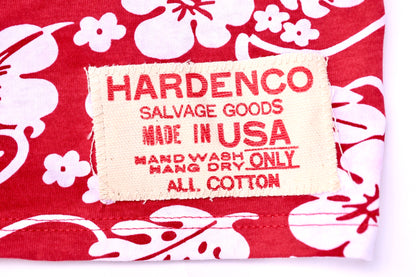 HARDENCO
SALVAGE GOODS
MADE IN USA
HAND WASH ONLY
HANG DRY
ALL COTTON